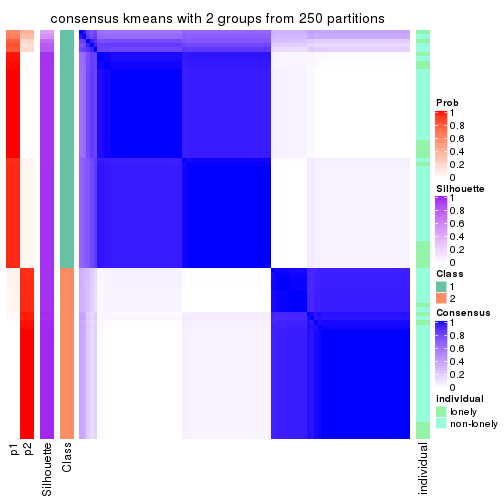 consensus kmeans with 2 groups from 250 partitions
Prob
1
0.8
0.6
0.4
0.2
0
Silhouette
1
0.8
0.6
0.4
0.2
0
Class
1
2
Consensus
1
0.8
0.6
0.4
0.2
0
individual
lonely
non-lonely
p1
p2
Silhouette
Class
individual